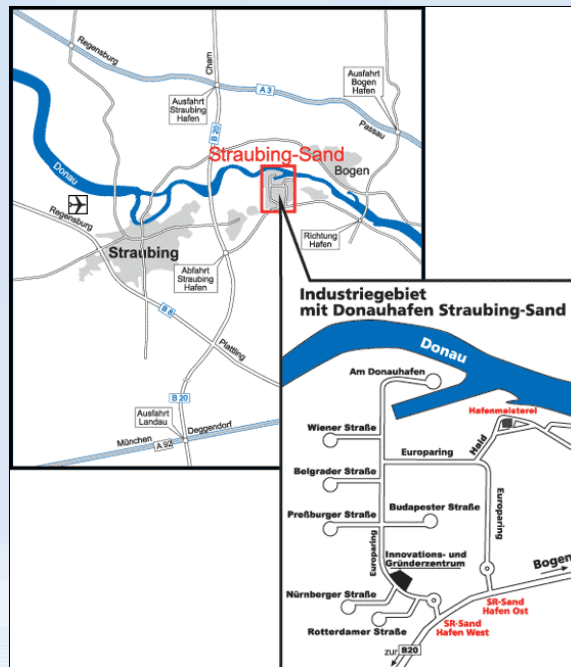 Regensburg
Cham
A 3
Ausfahrt
Straubing
Hafen
Ausfahrt
Bogen
Hafen
Passau
B 20
Straubing-Sand
Bogen
Donau
Regensburg
Straubing
Abfahrt
Straubing
Hafen
Richtung
Hafen
B 8
Plattling
B 20
Ausfahrt
Landau
Deggendorf
München
A 92
Industriegebiet
mit Donauhafen Straubing-Sand
Donau
Am Donauhafen
Hafenmeisterei
Wiener Straße
Haid
Europaring
Belgrader Straße
Europaring
Preßburger Straße
Budapester Straße
Europaring
Innovations- und
Gründerzentrum
Bogen
Nürnberger Straße
SR-Sand
Hafen Ost
Rotterdamer Straße
SR-Sand
Hafen West
zur B20